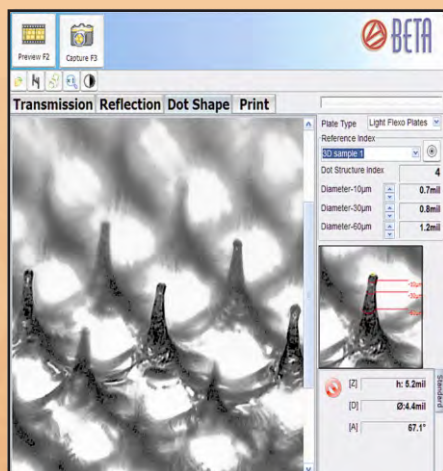 BETA
Preview F2
Capture F3
Transmission Reflection Dot Shape Print
Plate Type Light Flexo Plates
Reference Index
3D sample 1
Dot Structure Index 4
Diameter-10µm 0.7mil
Diameter-30µm 0.8mil
Diameter-60µm 1.2mil
[Z] h: 5.2mil
[D] Ø:4.4mil
[A] 67.1°
Standard